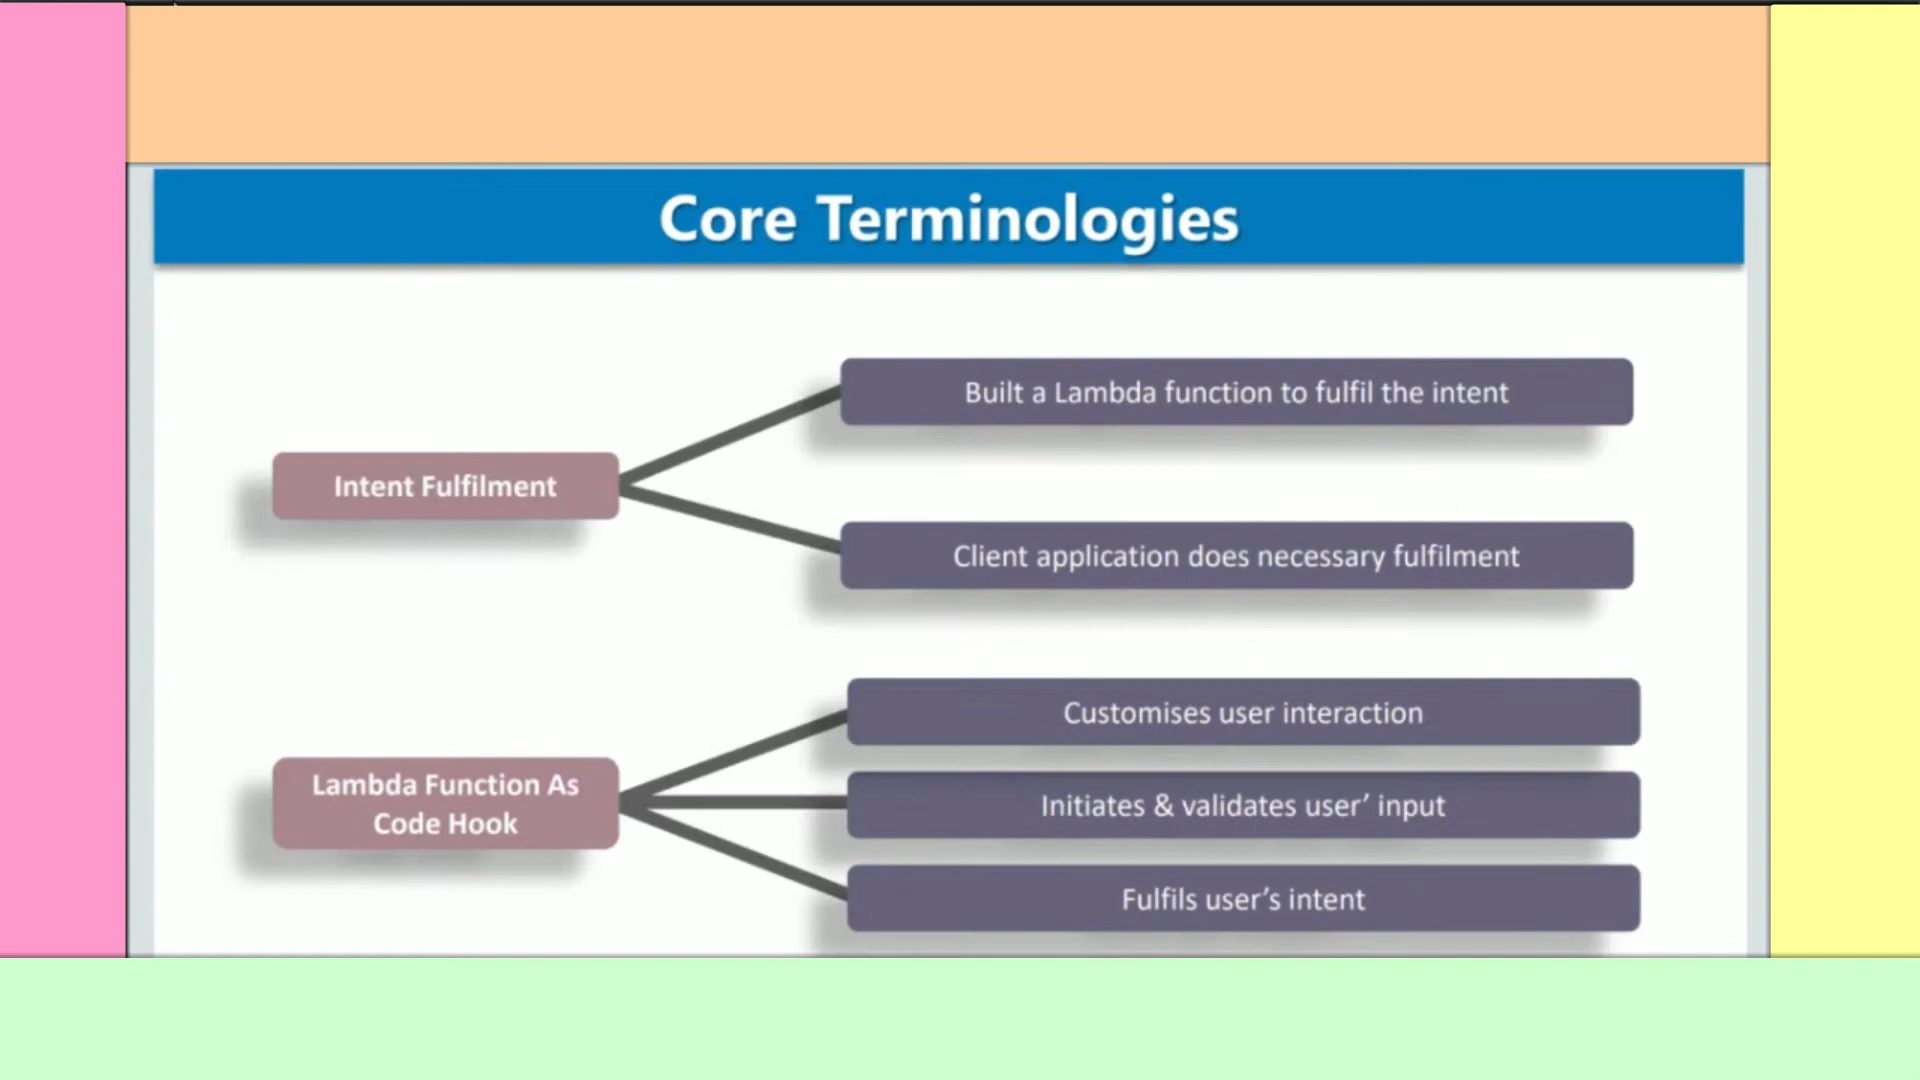 Core Terminologies
Built a Lambda function to fulfil the intent
Intent Fulfilment
Client application does necessary fulfilment
Customises user interaction
Lambda Function As
Code Hook
Initiates & validates user’ input
Fulfils user’s intent